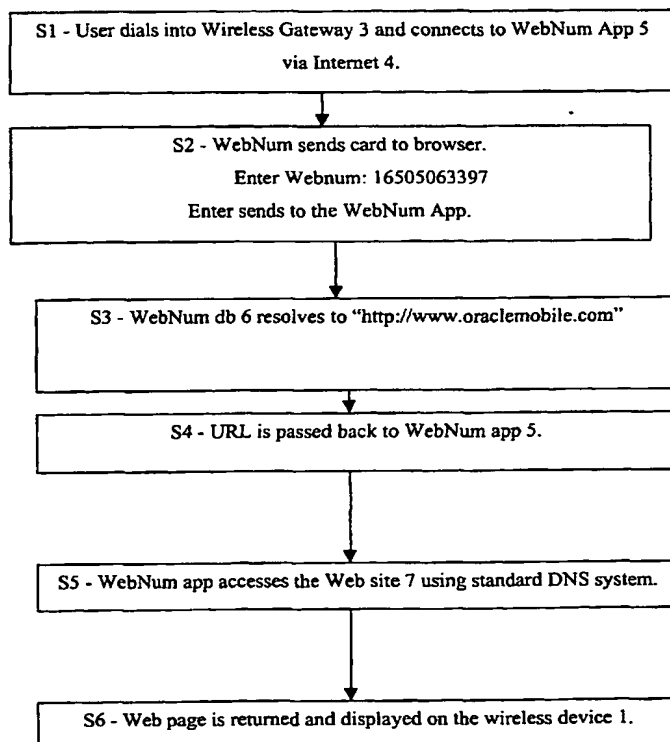 S1 - User dials into Wireless Gateway 3 and connects to WebNum App 5
via Internet 4.
S2 - WebNum sends card to browser.
Enter Webnum: 16505063397
Enter sends to the WebNum App.
S3 - WebNum db 6 resolves to “http://www.oraclemobile.com”
S4 - URL is passed back to WebNum app 5.
S5 - WebNum app accesses the Web site 7 using standard DNS system.
S6 - Web page is returned and displayed on the wireless device 1.